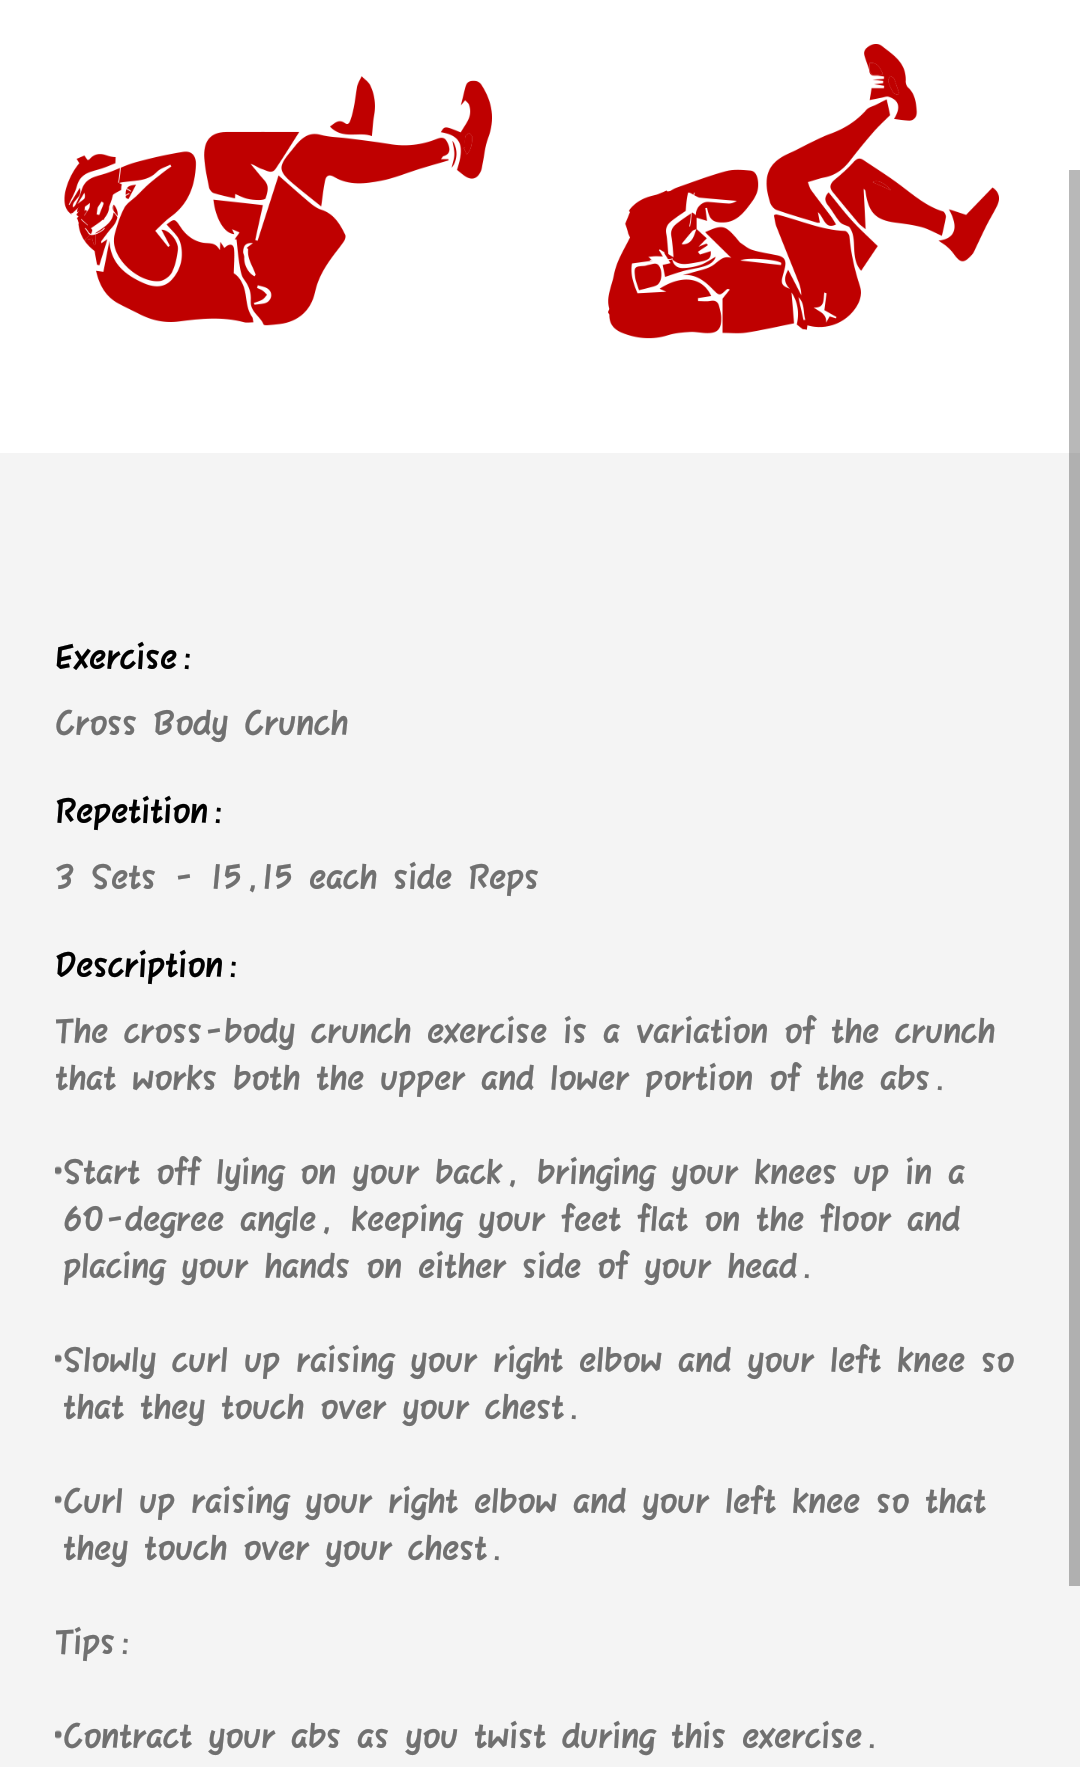 Exercise:
Cross Body Crunch
Repetition:
3 Sets - 15,15 each side Reps
Description:
The cross-body crunch exercise is a variation of the crunch
that works both the upper and lower portion of the abs.
•Start off lying on your back, bringing your knees up in a
60-degree angle, keeping your feet flat on the floor and
placing your hands on either side of your head.
•Slowly curl up raising your right elbow and your left knee so
that they touch over your chest.
•Curl up raising your right elbow and your left knee so that
they touch over your chest.
Tips:
•Contract your abs as you twist during this exercise.